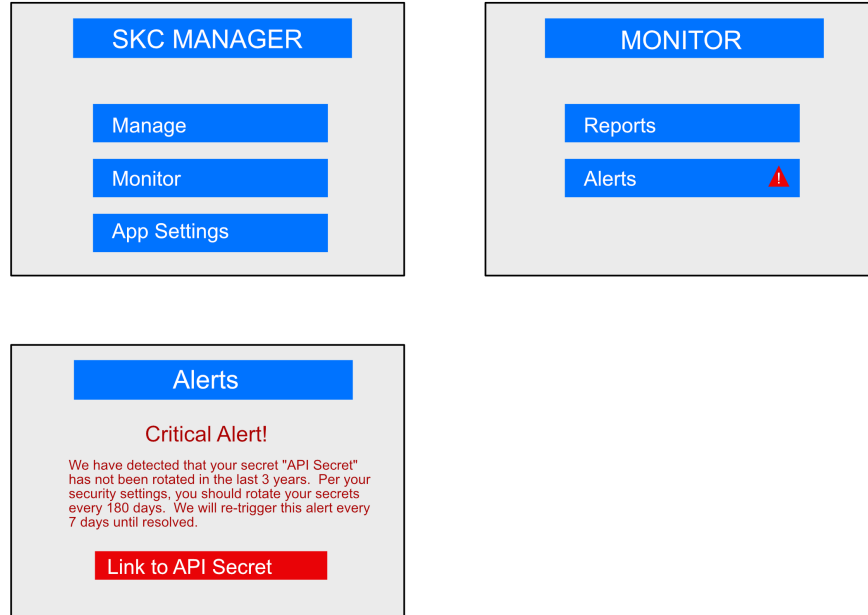 SKC MANAGER
Manage
Monitor
App Settings
MONITOR
Reports
Alerts
!
Alerts
Critical Alert!
We have detected that your secret "API Secret"
has not been rotated in the last 3 years.  Per your
security settings, you should rotate your secrets
every 180 days.  We will re-trigger this alert every
7 days until resolved.
Link to API Secret